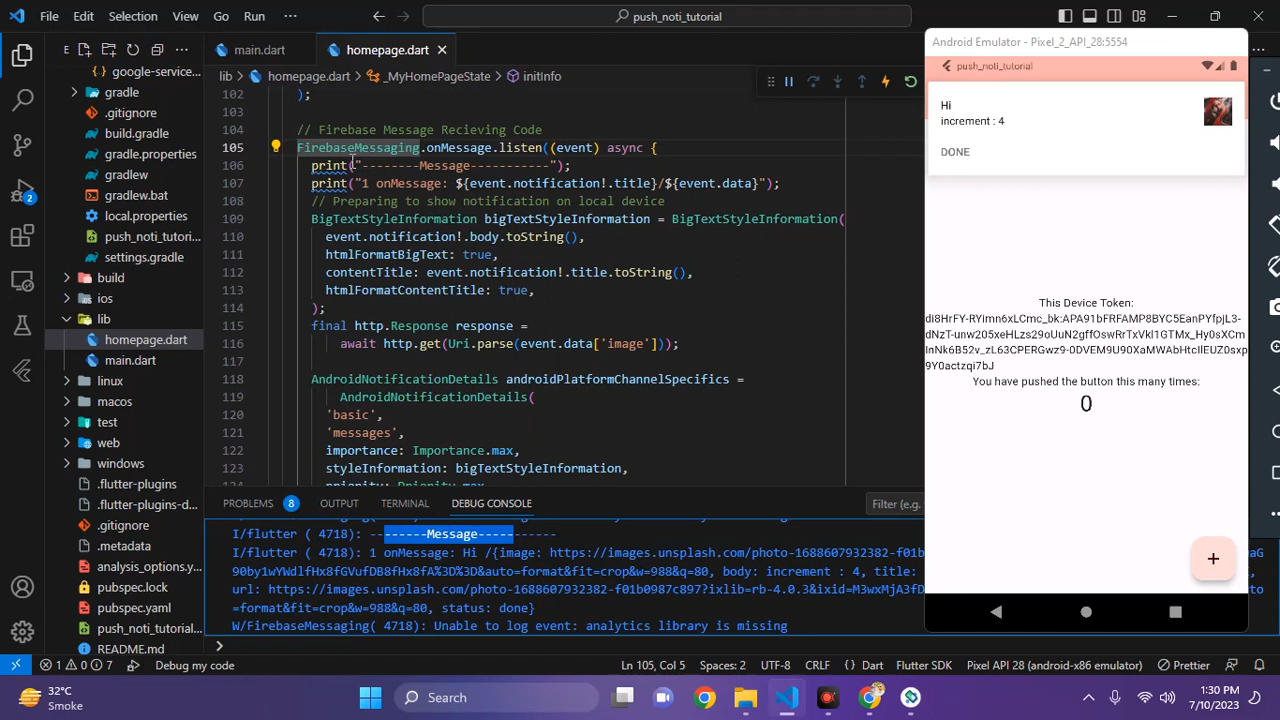 File Edit Selection View Go Run ···
push_noti_tutorial
Android Emulator - Pixel_2_API_28:5554
EXPLORER
main.dart
homepage.dart
lib > homepage.dart > _MyHomePageState > initInfo
google-service...
gradle
.gitignore
build.gradle
gradlew
gradlew.bat
local.properties
push_noti_tutori...
settings.gradle
build
ios
lib
homepage.dart
main.dart
linux
macos
test
web
windows
.flutter-plugins
.flutter-plugins-d...
.gitignore
.metadata
analysis_options.y...
pubspec.lock
pubspec.yaml
push_noti_tutorial...
README.md
2
102 );
103
104 // Firebase Message Recieving Code
105 FirebaseMessaging.onMessage.listen((event) async {
106 print("--------Message-----------");
107 print("1 onMessage: ${event.notification!.title}/${event.data}");
108 // Preparing to show notification on local device
109 BigTextStyleInformation bigTextStyleInformation = BigTextStyleInformation(
110 event.notification!.body.toString(),
111 htmlFormatBigText: true,
112 contentTitle: event.notification!.title.toString(),
113 htmlFormatContentTitle: true,
114 );
115 final http.Response response =
116 await http.get(Uri.parse(event.data['image']));
117
118 AndroidNotificationDetails androidPlatformChannelSpecifics =
119 AndroidNotificationDetails(
120 'basic',
121 'messages',
122 importance: Importance.max,
123 styleInformation: bigTextStyleInformation,
124 priority: Priority.max,
PROBLEMS 8 OUTPUT TERMINAL DEBUG CONSOLE Filter (e.g.
I/flutter ( 4718): --------Message-----------
I/flutter ( 4718): 1 onMessage: Hi /{image: https://images.unsplash.com/photo-1688607932382-f01b
90by1wYWdlfHx8fGVufDB8fHx8fA%3D%3D&auto=format&fit=crop&w=988&q=80, body: increment : 4, title:
url: https://images.unsplash.com/photo-1688607932382-f01b0987c897?ixlib=rb-4.0.3&ixid=M3wxMjA3fD
=format&fit=crop&w=988&q=80, status: done}
W/FirebaseMessaging( 4718): Unable to log event: analytics library is missing
>
push_noti_tutorial
Hi
increment : 4
DONE
This Device Token:
di8HrFY-RYimn6xLCmc_bk:APA91bFRFAMP8BYC5EanPYfpjL3-
dNzT-unw205xeHLzs29oUuN2gffOswRrTxVkl1GTMx_Hy0sXCm
InNk6B52v_zL63CPERGwz9-0DVEM9U90XaMWAbHtcIlEUZ0sxp
9Y0actzqi7bJ
You have pushed the button this many times:
0
+
1 0 7 Debug my code Ln 105, Col 5 Spaces: 2 UTF-8 CRLF {} Dart Flutter SDK Pixel API 28 (android-x86 emulator) Prettier
32°C
Smoke
Search
1:30 PM
7/10/2023